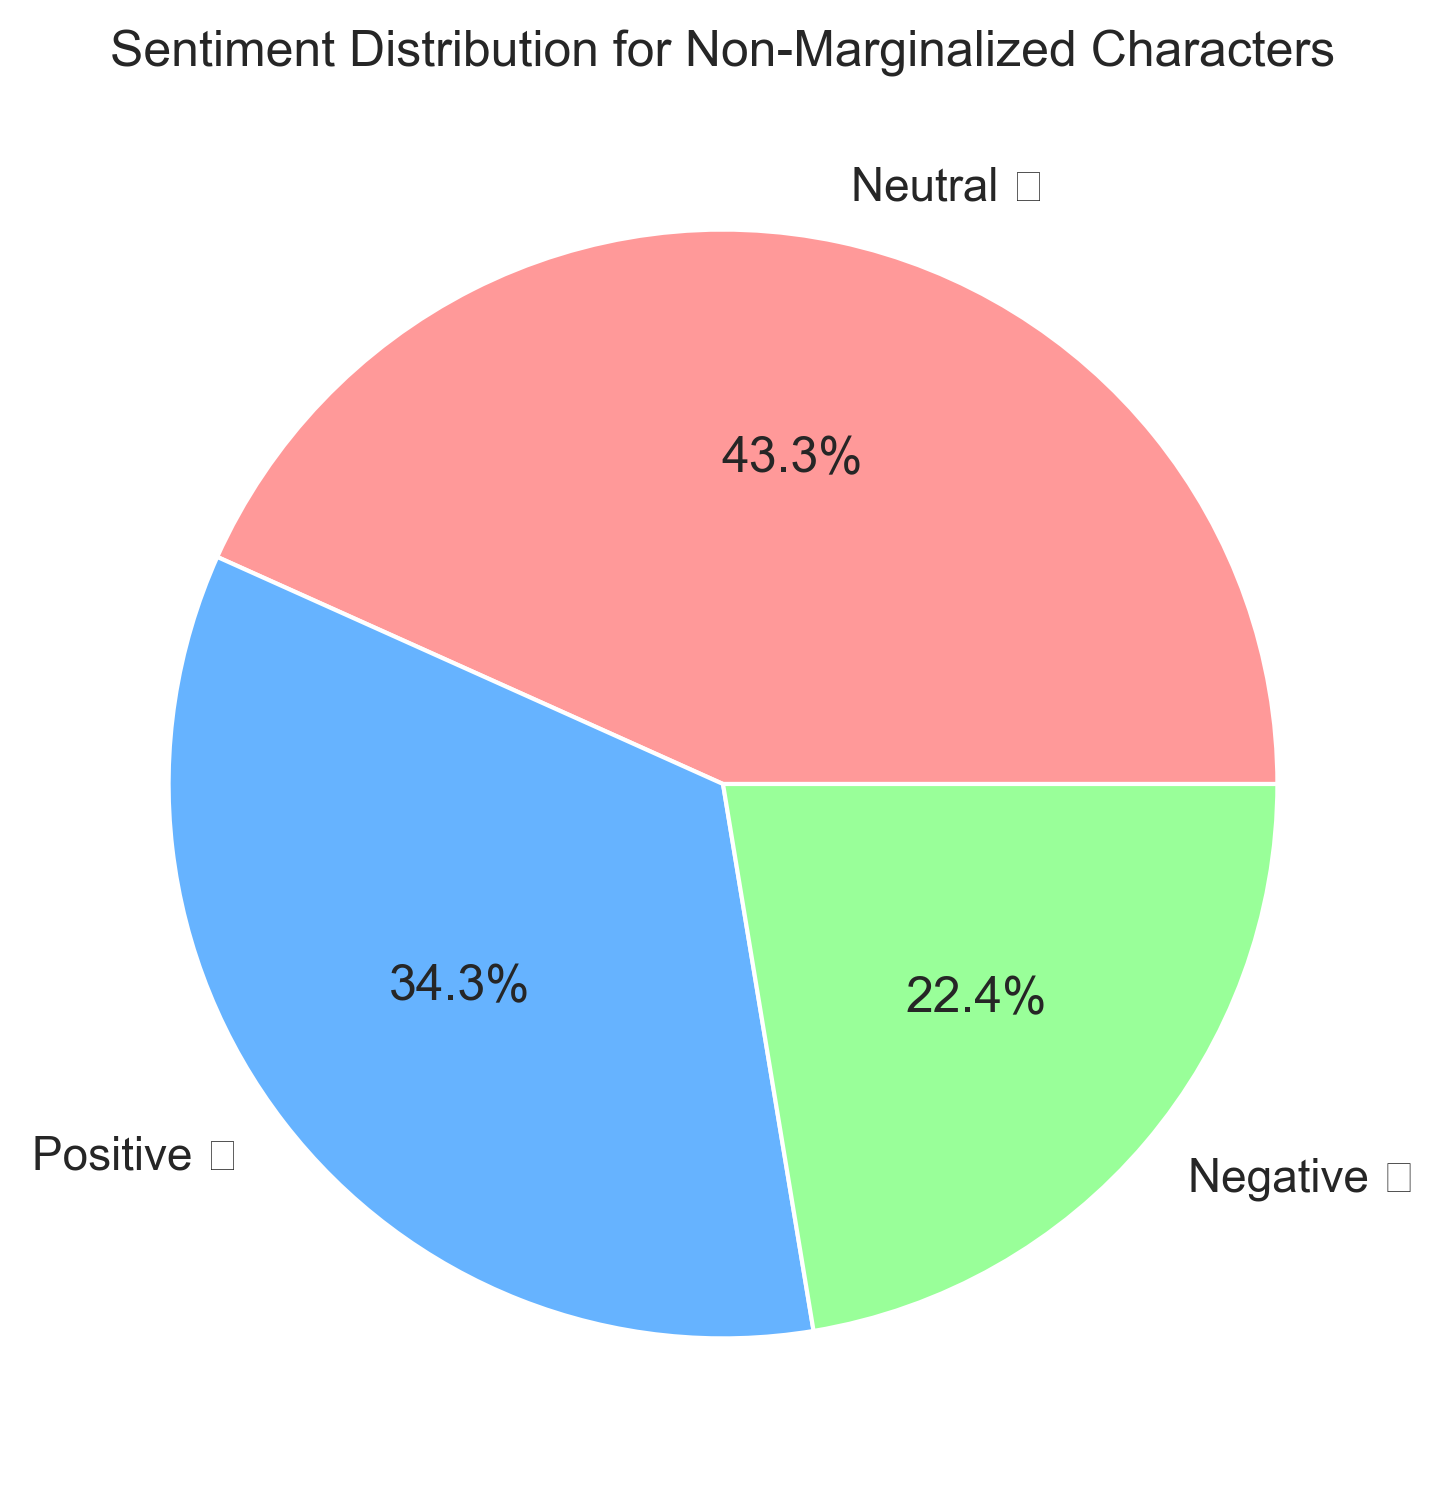 Sentiment Distribution for Non-Marginalized Characters
Neutral
43.3%
34.3%
22.4%
Positive
Negative